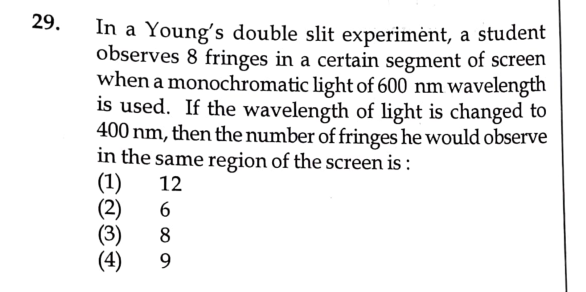 29. In a Young's double slit experiment, a student
observes 8 fringes in a certain segment of screen
when a monochromatic light of 600 nm wavelength
is used. If the wavelength of light is changed to
400 nm, then the number of fringes he would observe
in the same region of the screen is :
(1) 12
(2) 6
(3) 8
(4) 9